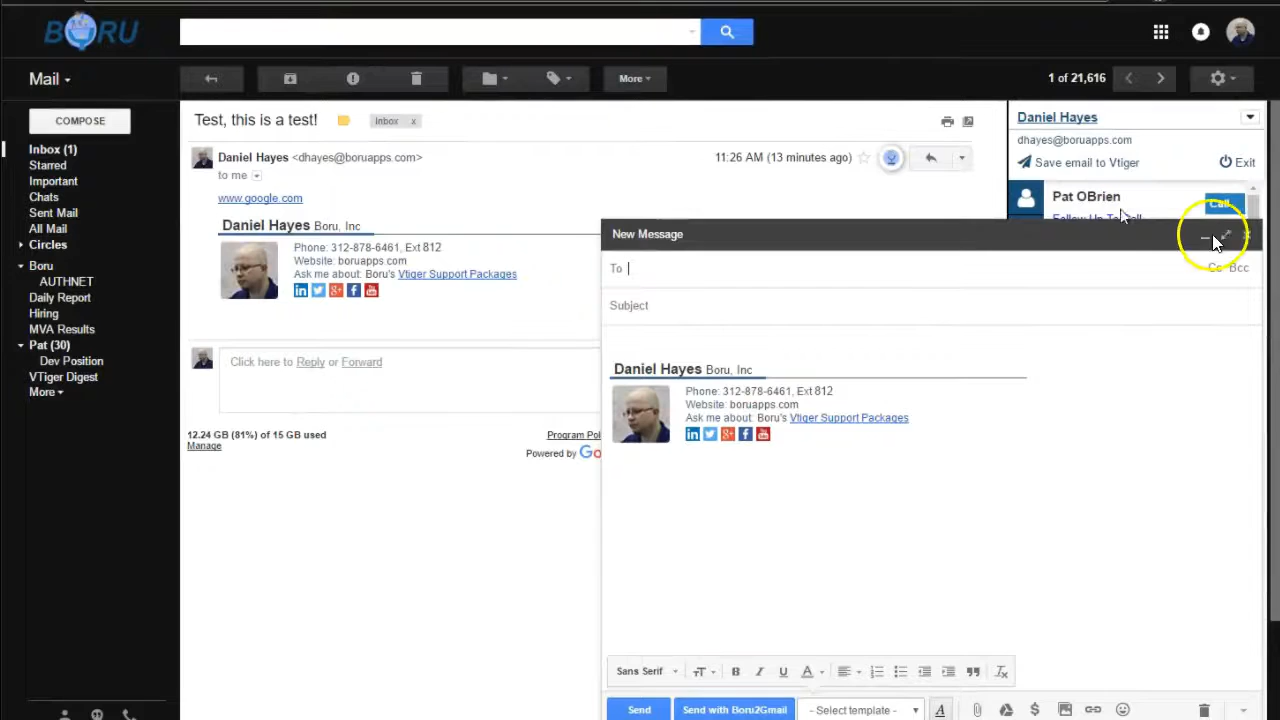 BORU
Mail
More
1 of 21,616
COMPOSE
Inbox (1)
Starred
Important
Chats
Sent Mail
All Mail
Circles
Boru
AUTHNET
Daily Report
Hiring
MVA Results
Pat (30)
Dev Position
VTiger Digest
More
Test, this is a test!
Inbox x
Daniel Hayes <dhayes@boruapps.com>
11:26 AM (13 minutes ago)
to me
www.google.com
Daniel Hayes Boru, Inc
Phone: 312-878-6461, Ext 812
Website: boruapps.com
Ask me about: Boru's Vtiger Support Packages
Click here to Reply or Forward
12.24 GB (81%) of 15 GB used
Manage
Program
Powered by
Daniel Hayes
dhayes@boruapps.com
Save email to Vtiger
Exit
Pat OBrien
Call
Follow Up
New Message
To
Cc Bcc
Subject
Daniel Hayes Boru, Inc
Phone: 312-878-6461, Ext 812
Website: boruapps.com
Ask me about: Boru's Vtiger Support Packages
Sans Serif
Send
Send with Boru2Gmail
- Select template -